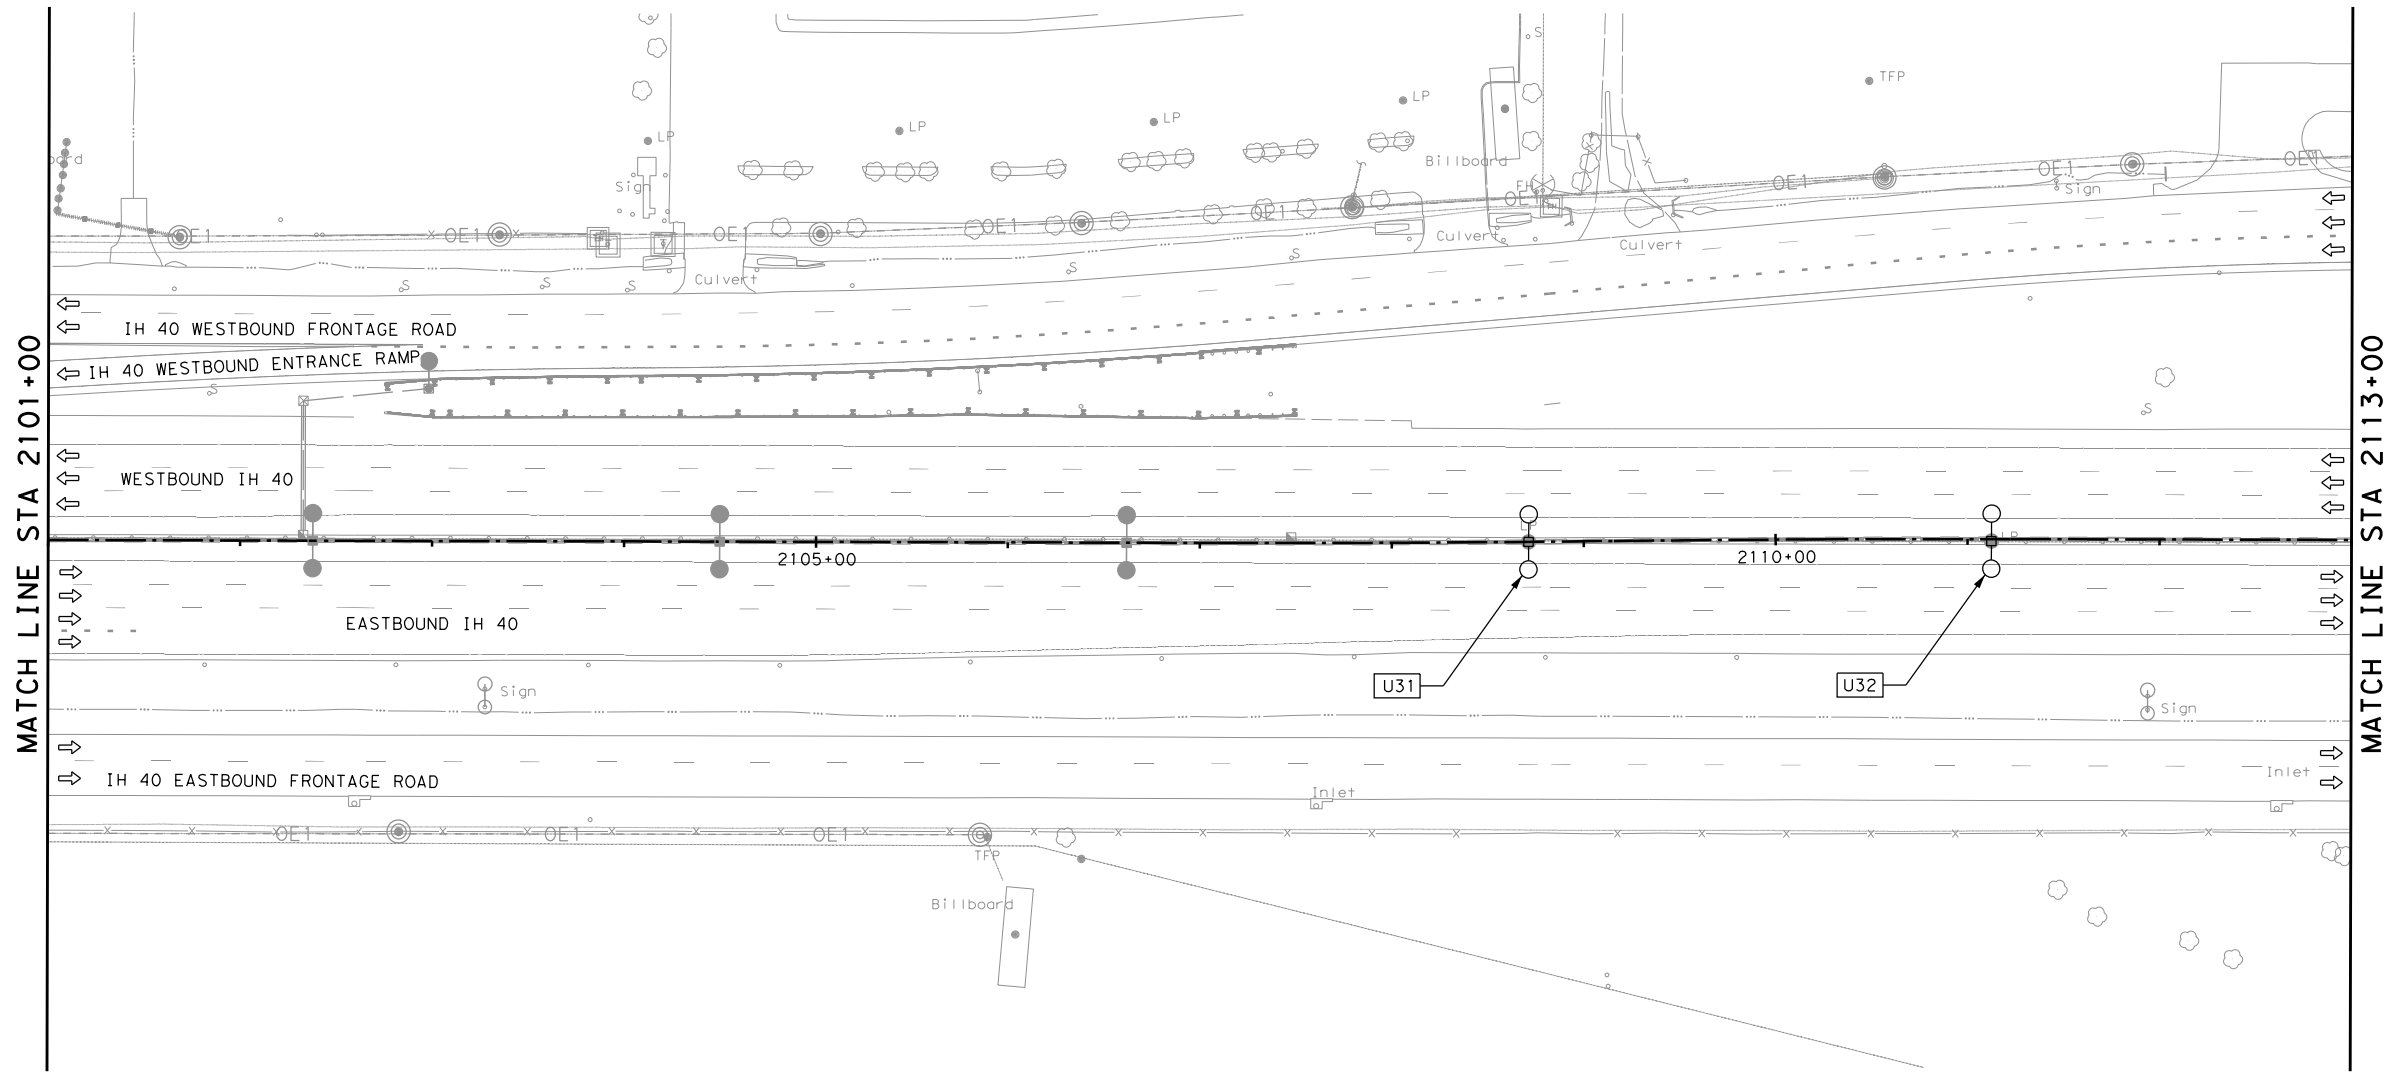 S
TFP
LP
LP
LP
LP
Billboard
Sign
FH
OE1
OE1
OE1
Sign
OE1
OE1
OE1
OE1
OE1
Culvert
Culvert
Culvert
S
S
S
S
S
IH 40 WESTBOUND FRONTAGE ROAD
IH 40 WESTBOUND ENTRANCE RAMP
S
S
MATCH LINE STA 2101+00
MATCH LINE STA 2113+00
WESTBOUND IH 40
2105+00
2110+00
EASTBOUND IH 40
U31
U32
Sign
Sign
IH 40 EASTBOUND FRONTAGE ROAD
Inlet
Inlet
OE1
OE1
OE1
TFP
Billboard